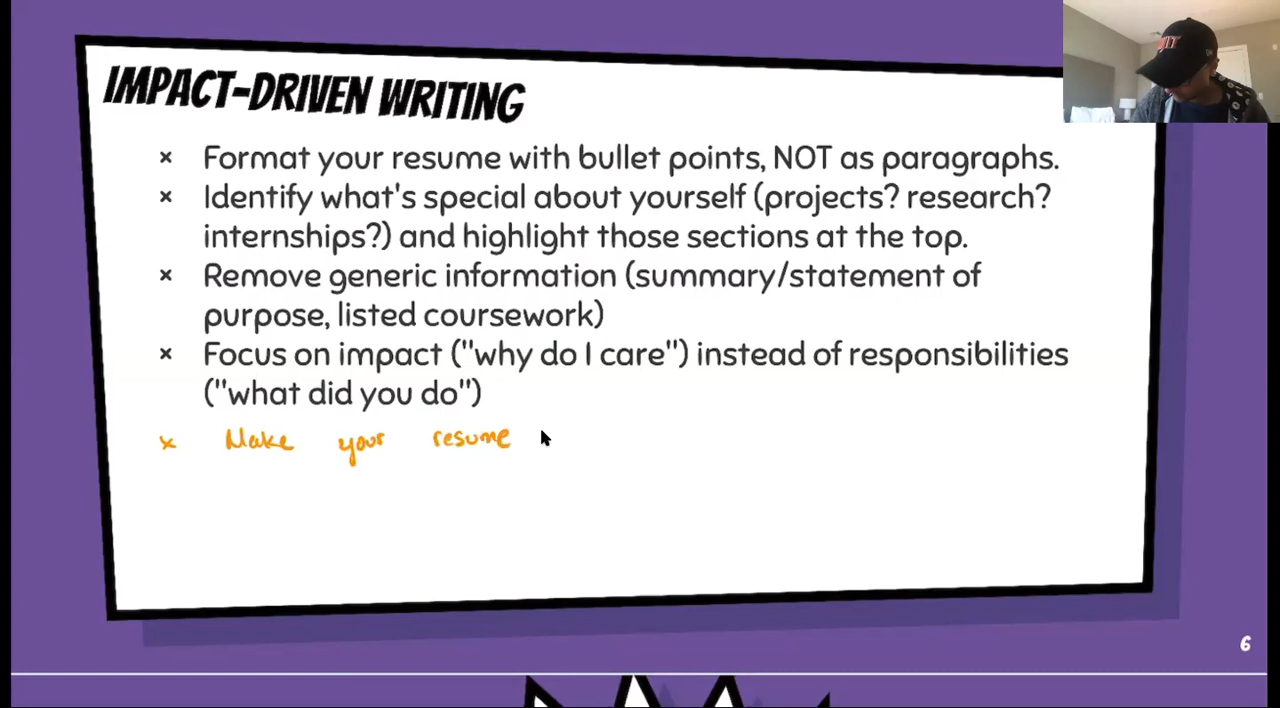 IMPACT-DRIVEN WRITING
× Format your resume with bullet points, NOT as paragraphs.
× Identify what's special about yourself (projects? research?
internships?) and highlight those sections at the top.
× Remove generic information (summary/statement of
purpose, listed coursework)
× Focus on impact ("why do I care") instead of responsibilities
("what did you do")
× Make your resume
6